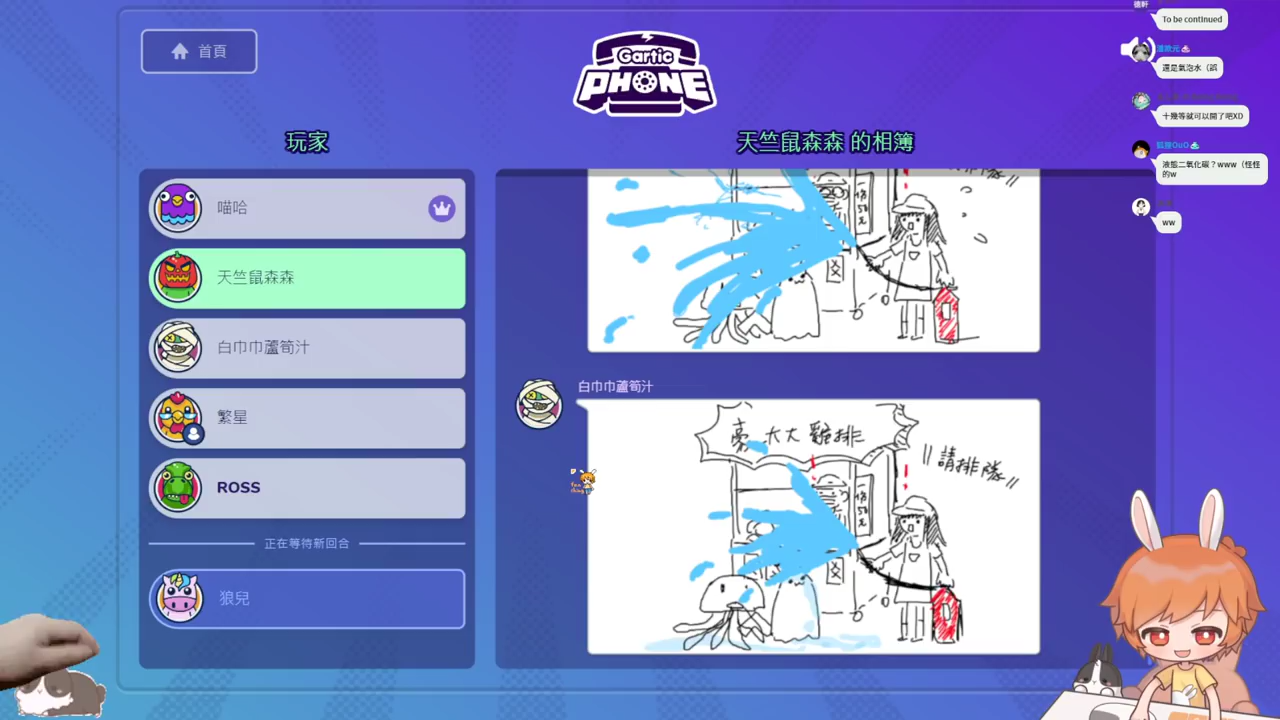 首頁
Gartic
PHONE
玩家
天竺鼠森森 的相簿
喵哈
天竺鼠森森
白巾巾蘆筍汁
繁星
ROSS
正在等待新回合
狼兒
白巾巾蘆筍汁
豪大大雞排
請排隊
To be continued
還是氣泡水（誤
十幾等就可以開了吧XD
液態二氧化碳？www（怪怪
的w
ww